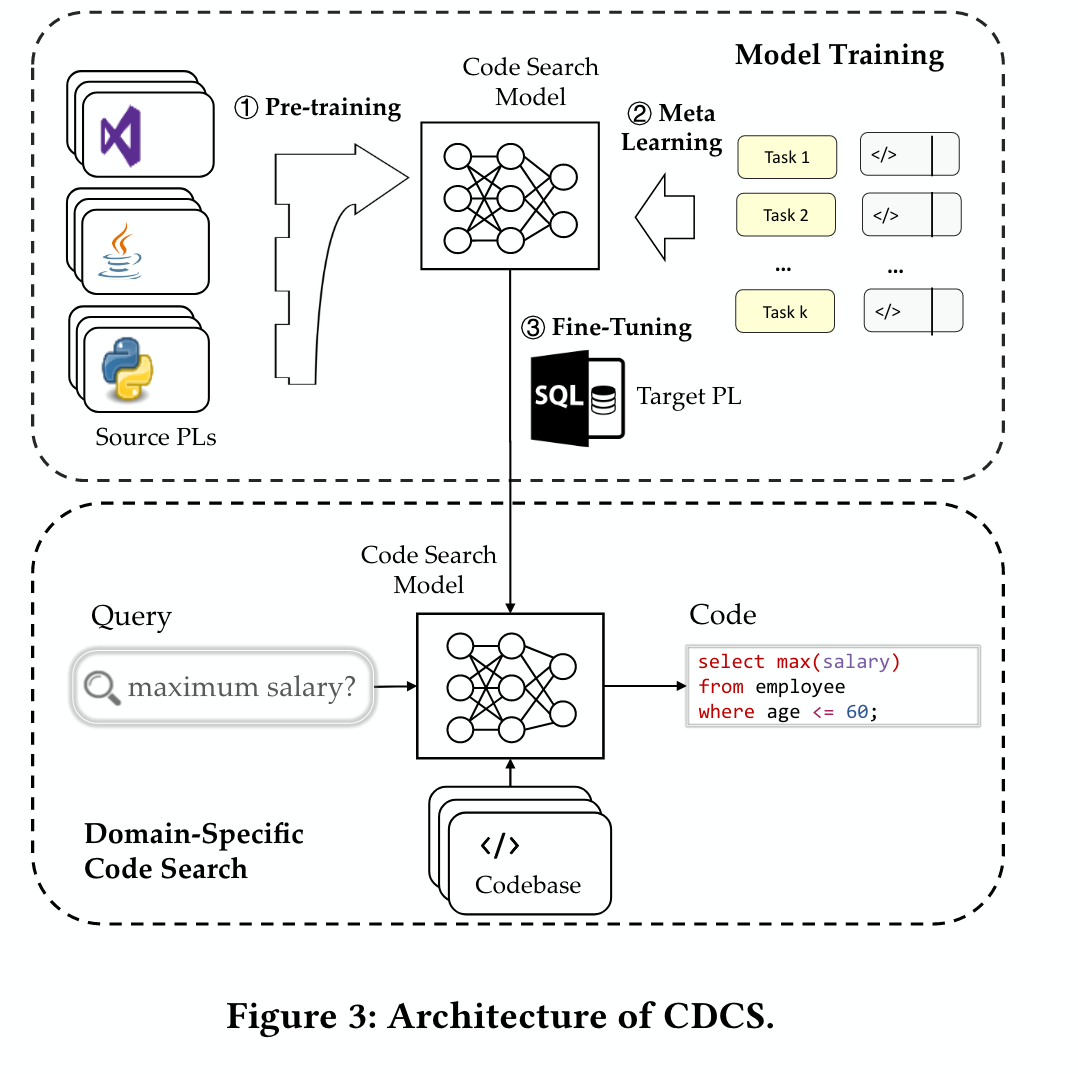 Model Training
Code Search
Model
① Pre-training
② Meta
Learning
Task 1
</>
Task 2
</>
...
...
Task k
</>
③ Fine-Tuning
SQL
Target PL
Source PLs
Code Search
Model
Query
maximum salary?
Code
select max(salary)
from employee
where age <= 60;
</>
Codebase
Domain-Specific
Code Search
Figure 3: Architecture of CDCS.